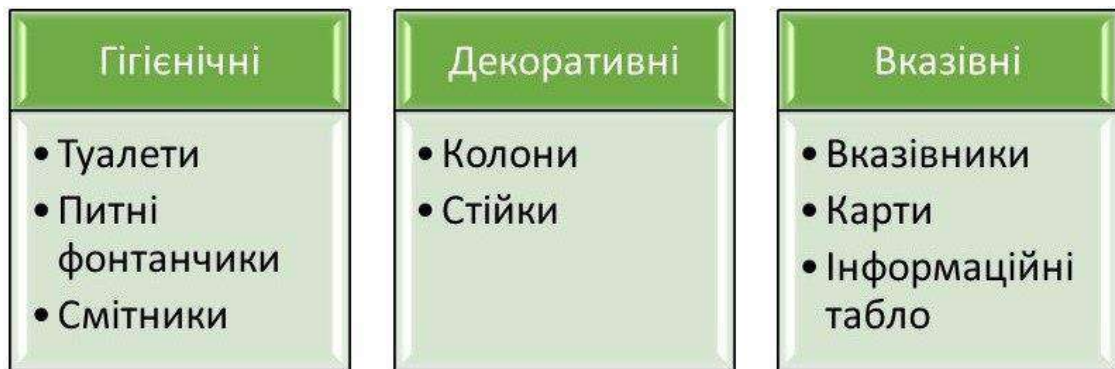 Гігієнічні
• Туалети
• Питні
фонтанчики
• Смітники
Декоративні
• Колони
• Стійки
Вказівні
• Вказівники
• Карти
• Інформаційні
табло